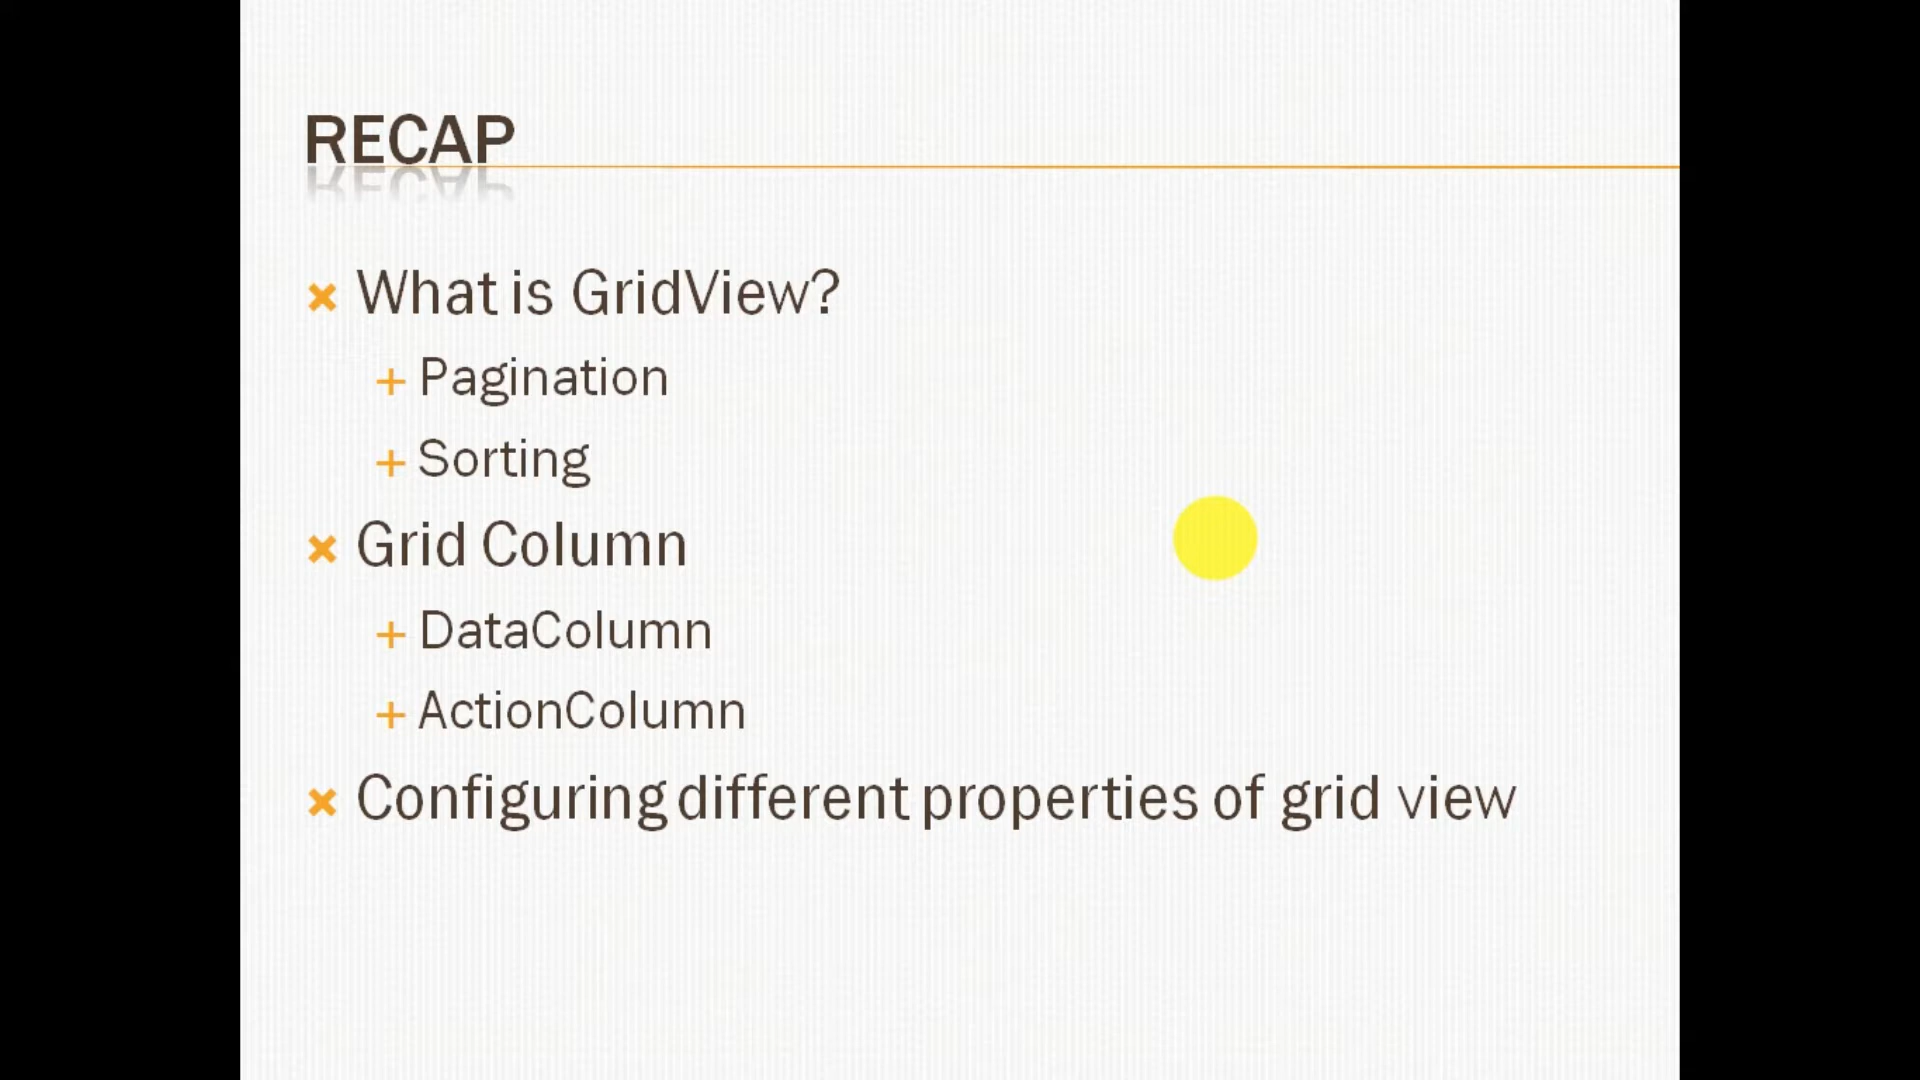 RECAP
What is GridView?
Pagination
Sorting
Grid Column
DataColumn
ActionColumn
Configuring different properties of grid view